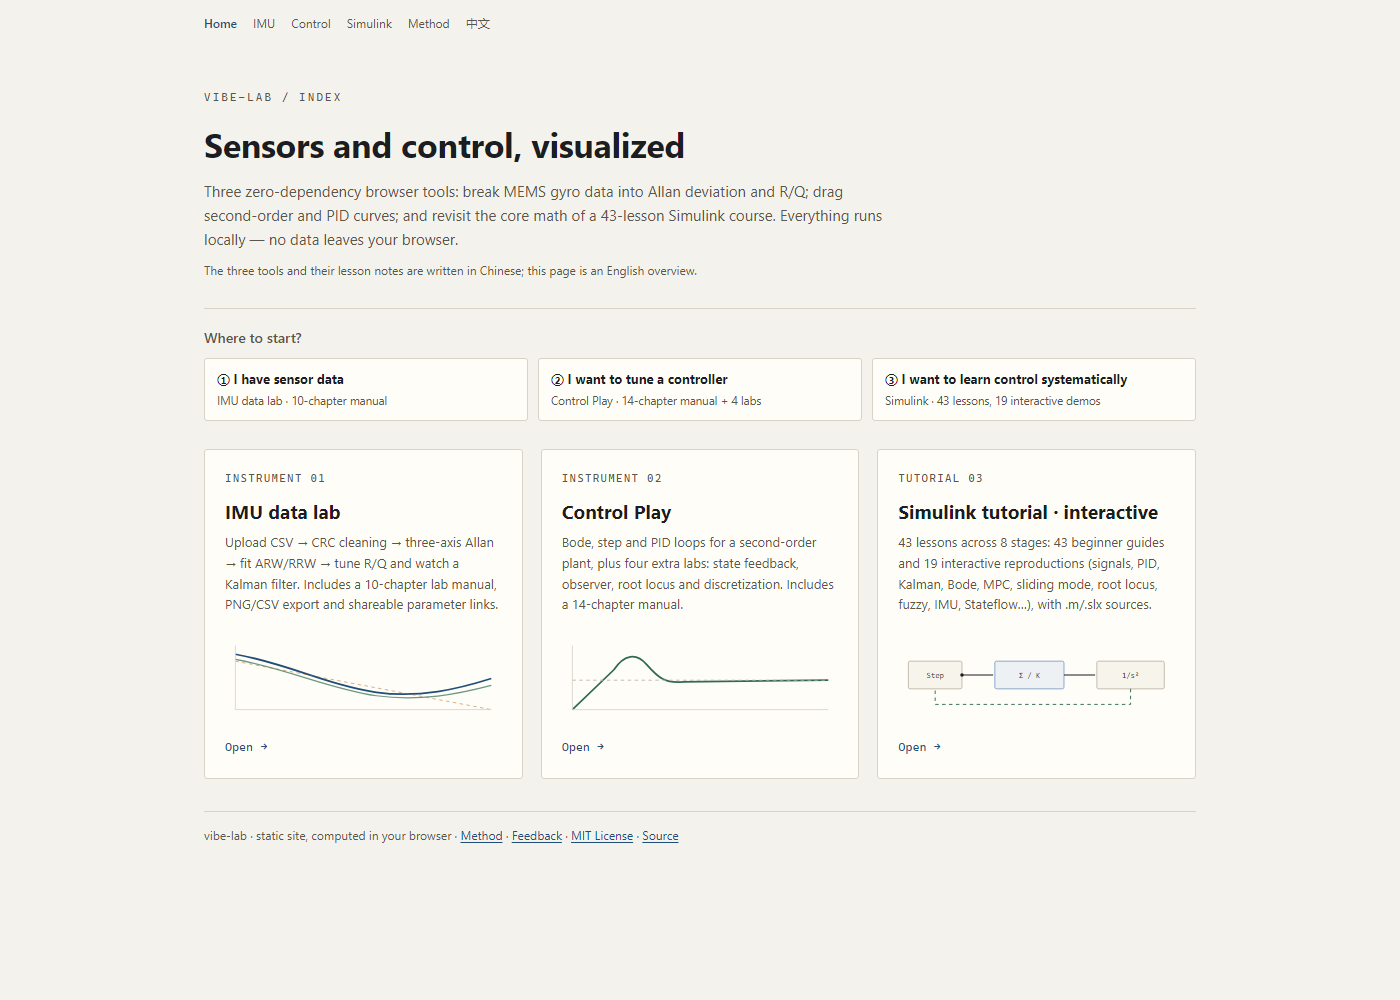 Home IMU Control Simulink Method 中文
VIBE-LAB / INDEX
Sensors and control, visualized
Three zero-dependency browser tools: break MEMS gyro data into Allan deviation and R/Q; drag
second-order and PID curves; and revisit the core math of a 43-lesson Simulink course. Everything runs
locally — no data leaves your browser.
The three tools and their lesson notes are written in Chinese; this page is an English overview.
Where to start?
① I have sensor data
IMU data lab · 10-chapter manual
② I want to tune a controller
Control Play · 14-chapter manual + 4 labs
③ I want to learn control systematically
Simulink · 43 lessons, 19 interactive demos
INSTRUMENT 01
IMU data lab
Upload CSV → CRC cleaning → three-axis Allan
→ fit ARW/RRW → tune R/Q and watch a
Kalman filter. Includes a 10-chapter lab manual,
PNG/CSV export and shareable parameter links.
Open →
INSTRUMENT 02
Control Play
Bode, step and PID loops for a second-order
plant, plus four extra labs: state feedback,
observer, root locus and discretization. Includes
a 14-chapter manual.
Open →
TUTORIAL 03
Simulink tutorial · interactive
43 lessons across 8 stages: 43 beginner guides
and 19 interactive reproductions (signals, PID,
Kalman, Bode, MPC, sliding mode, root locus,
fuzzy, IMU, Stateflow…), with .m/.slx sources.
Step Σ / K 1/s²
Open →
vibe-lab · static site, computed in your browser · Method · Feedback · MIT License · Source